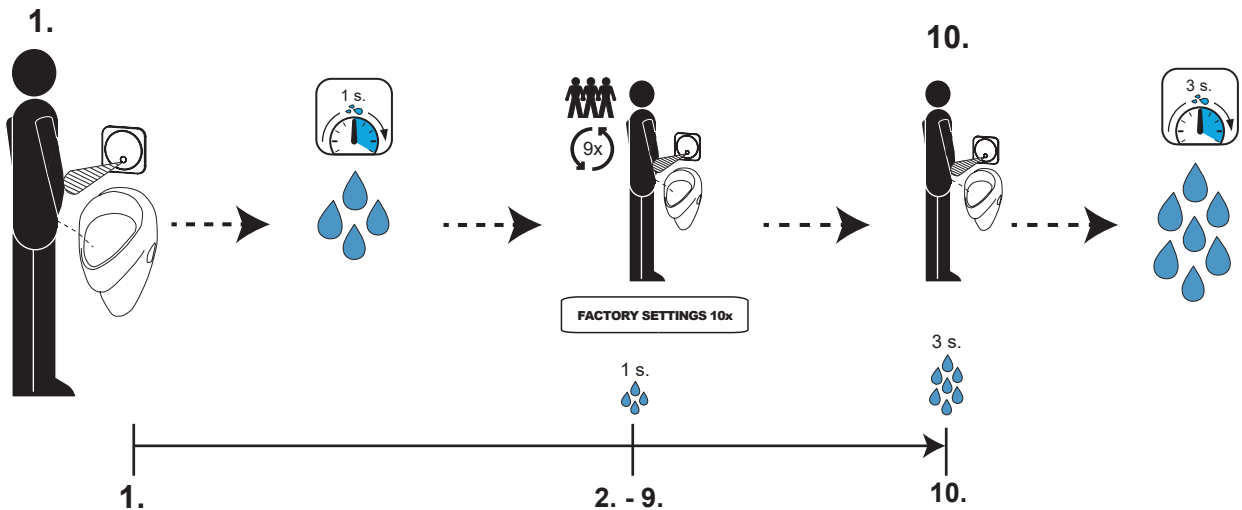 1.
10.
1 s.
3 s.
9x
FACTORY SETTINGS 10x
1 s.
3 s.
1.
2. - 9.
10.